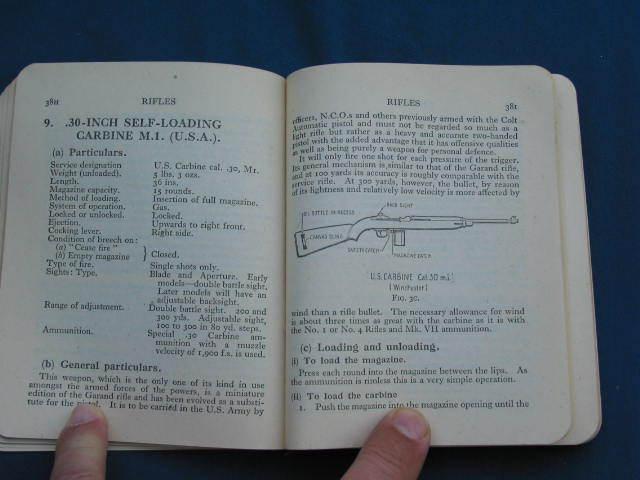 38H
RIFLES
9. .30-INCH SELF-LOADING
CARBINE M.1. (U.S.A.).
(a) Particulars.
Service designation U.S. Carbine cal. .30, M1.
Weight (unloaded). 5 lbs. 3 ozs.
Length. 36 ins.
Magazine capacity. 15 rounds.
Method of loading. Insertion of full magazine.
System of operation. Gas.
Locked or unlocked. Locked.
Ejection. Upwards to right front.
Cocking lever. Right side.
Condition of breech on :
(a) "Cease fire"
(b) Empty magazine } Closed.
Type of fire. Single shots only.
Sights : Type. Blade and Aperture. Early
models—double battle sight.
Later models will have an
adjustable backsight.
Range of adjustment. Double battle sight. 200 and
300 yds. Adjustable sight,
100 to 300 in 80 yd. steps.
Ammunition. Special .30 Carbine am-
munition with a muzzle
velocity of 1,900 f.s. is used.
(b) General particulars.
This weapon, which is the only one of its kind in use
amongst the armed forces of the powers, is a miniature
edition of the Garand rifle and has been evolved as a substi-
tute for the pistol. It is to be carried in the U.S. Army by
RIFLES
38I
officers, N.C.O.s and others previously armed with the Colt
Automatic pistol and must not be regarded so much as a
light rifle but rather as a heavy and accurate two-handed
pistol with the added advantage that it has offensive qualities
as well as being purely a weapon for personal defence.
It will only fire one shot for each pressure of the trigger.
Its general mechanism is similar to that of the Garand rifle,
and at 100 yards its accuracy is roughly comparable with the
service rifle. At 300 yards, however, the bullet, by reason
of its lightness and relatively low velocity is more affected by
BACK SIGHT
OIL BOTTLE IN RECESS
CANVAS SLING
SAFETY CATCH
MAGAZINE CATCH
U.S. CARBINE Cal. 30 m.1.
(Winchester)
FIG. 3C.
wind than a rifle bullet. The necessary allowance for wind
is about three times as great with the carbine as it is with
the No. 1 or No. 4 Rifles and Mk. VII ammunition.
(c) Loading and unloading.
(i) To load the magazine.
Press each round into the magazine between the lips. As
the ammunition is rimless this is a very simple operation.
(ii) To load the carbine
1. Push the magazine into the magazine opening until the